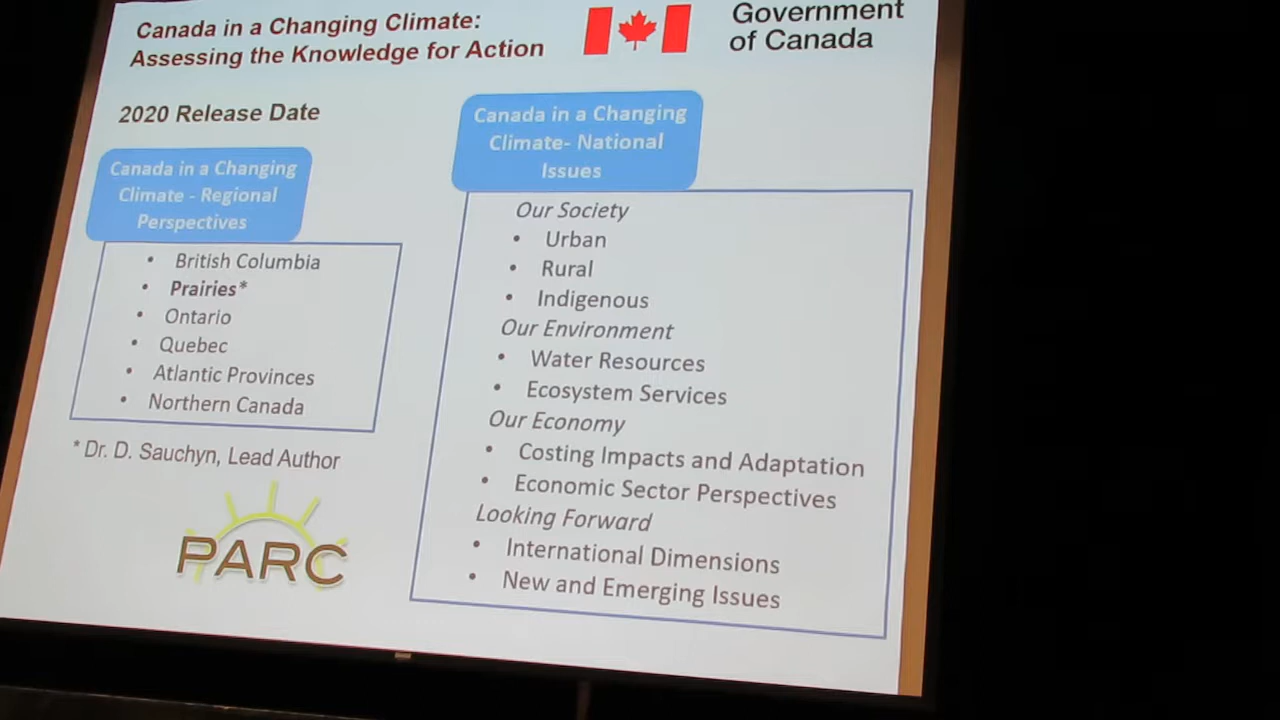 Canada in a Changing Climate:
Assessing the Knowledge for Action
Government
of Canada
2020 Release Date
Canada in a Changing
Climate - Regional
Perspectives
• British Columbia
• Prairies*
• Ontario
• Quebec
• Atlantic Provinces
• Northern Canada
* Dr. D. Sauchyn, Lead Author
PARC
Canada in a Changing
Climate- National
Issues
Our Society
• Urban
• Rural
• Indigenous
Our Environment
• Water Resources
• Ecosystem Services
Our Economy
• Costing Impacts and Adaptation
• Economic Sector Perspectives
Looking Forward
• International Dimensions
• New and Emerging Issues